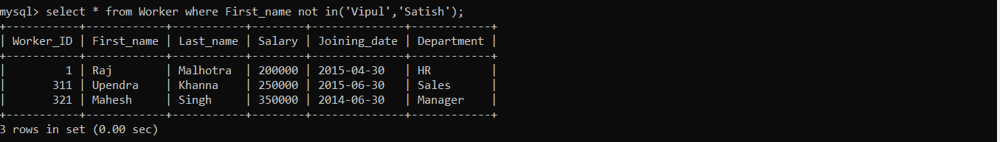 mysql> select * from Worker where First_name not in('Vipul','Satish');
+-----------+------------+-----------+--------+--------------+------------+
| Worker_ID | First_name | Last_name | Salary | Joining_date | Department |
+-----------+------------+-----------+--------+--------------+------------+
|         1 | Raj        | Malhotra  | 200000 | 2015-04-30   | HR         |
|       311 | Upendra    | Khanna    | 250000 | 2015-06-30   | Sales      |
|       321 | Mahesh     | Singh     | 350000 | 2014-06-30   | Manager    |
+-----------+------------+-----------+--------+--------------+------------+
3 rows in set (0.00 sec)